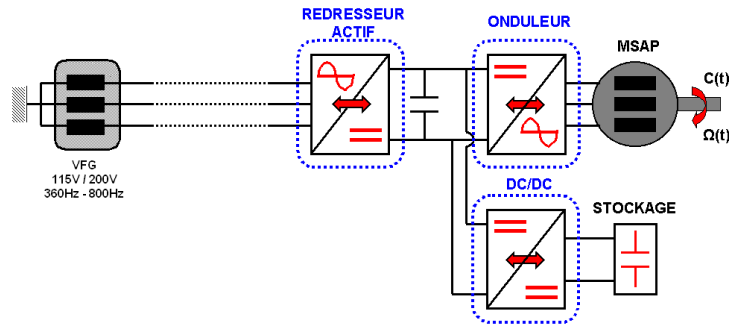 REDRESSEUR
ACTIF
ONDULEUR
MSAP
C(t)
Ω(t)
VFG
115V / 200V
360Hz - 800Hz
DC/DC
STOCKAGE